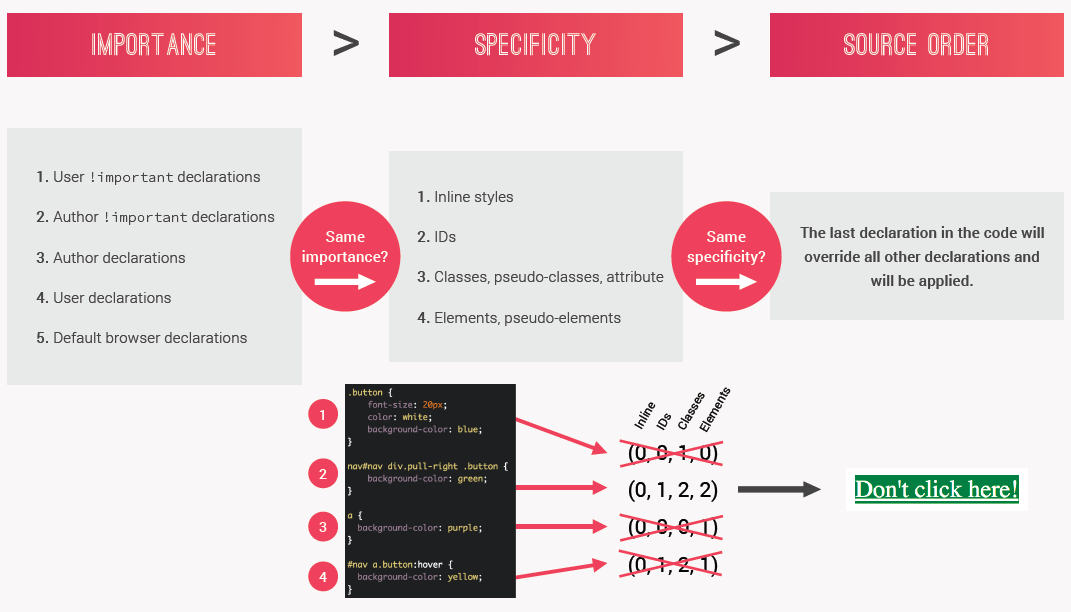 IMPORTANCE > SPECIFICITY > SOURCE ORDER
1. User !important declarations
2. Author !important declarations
3. Author declarations
4. User declarations
5. Default browser declarations
Same
importance?
1. Inline styles
2. IDs
3. Classes, pseudo-classes, attribute
4. Elements, pseudo-elements
Same
specificity?
The last declaration in the code will
override all other declarations and
will be applied.
1
.button {
font-size: 20px;
color: white;
background-color: blue;
}
2
nav#nav div.pull-right .button {
background-color: green;
}
3
a {
background-color: purple;
}
4
#nav a.button:hover {
background-color: yellow;
}
Inline
IDs
Classes
Elements
(0, 0, 1, 0)
(0, 1, 2, 2)
(0, 0, 0, 1)
(0, 1, 2, 1)
Don't click here!